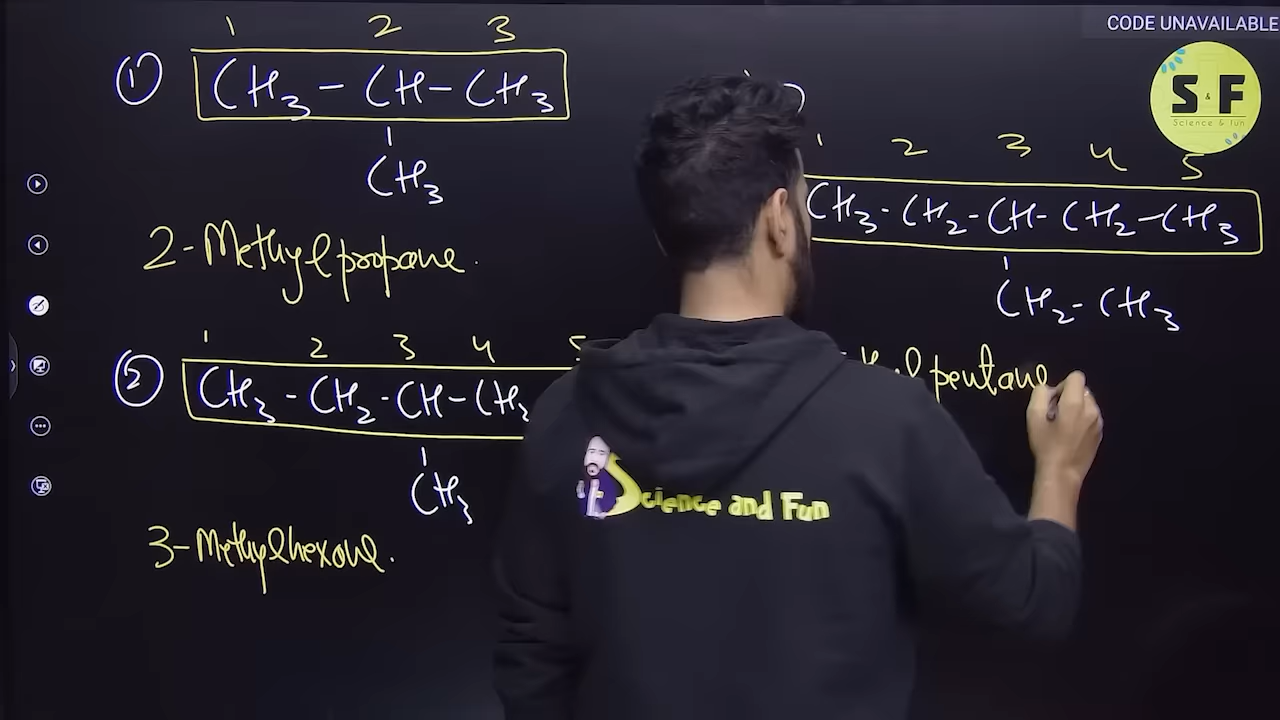 CODE UNAVAILABLE
S & F
Science & fun
1 2 3
① CH3 - CH - CH3
CH3
2-Methylpropane.
1 2 3 4 5
② CH3 - CH2 - CH - CH2
CH3
3-Methylhexane.
1 2 3 4 5
CH3 - CH2 - CH - CH2 - CH3
CH2 - CH3
pentane
Science and Fun